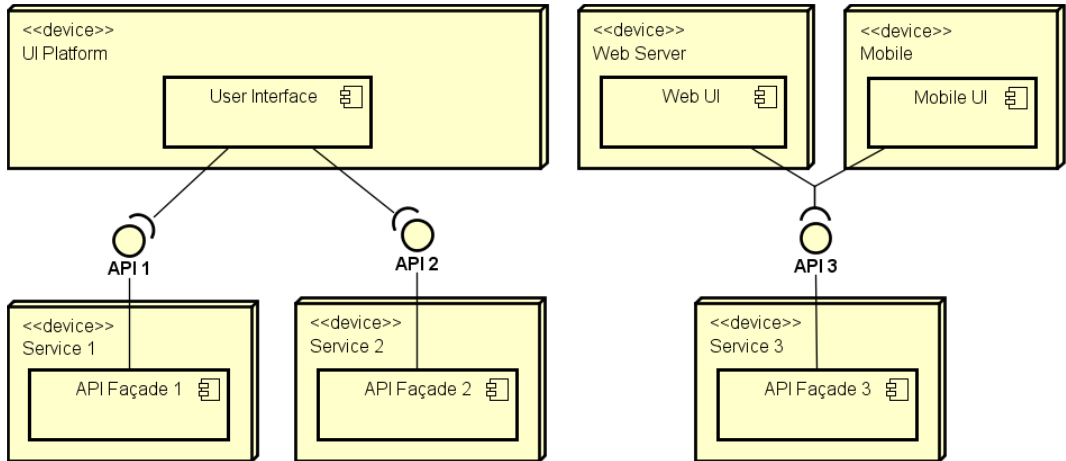 <<device>>
UI Platform
User Interface
<<device>>
Web Server
Web UI
<<device>>
Mobile
Mobile UI
API 1
API 2
API 3
<<device>>
Service 1
API Façade 1
<<device>>
Service 2
API Façade 2
<<device>>
Service 3
API Façade 3